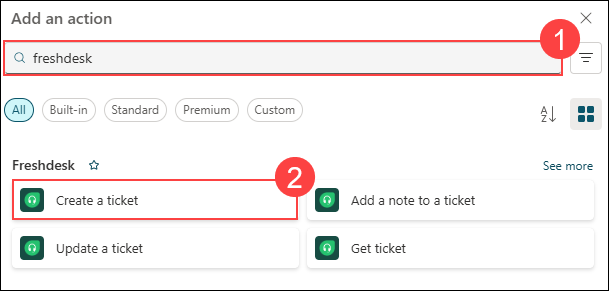 Add an action
1
freshdesk
All Built-in Standard Premium Custom
A
Z
Freshdesk See more
2
Create a ticket Add a note to a ticket
Update a ticket Get ticket